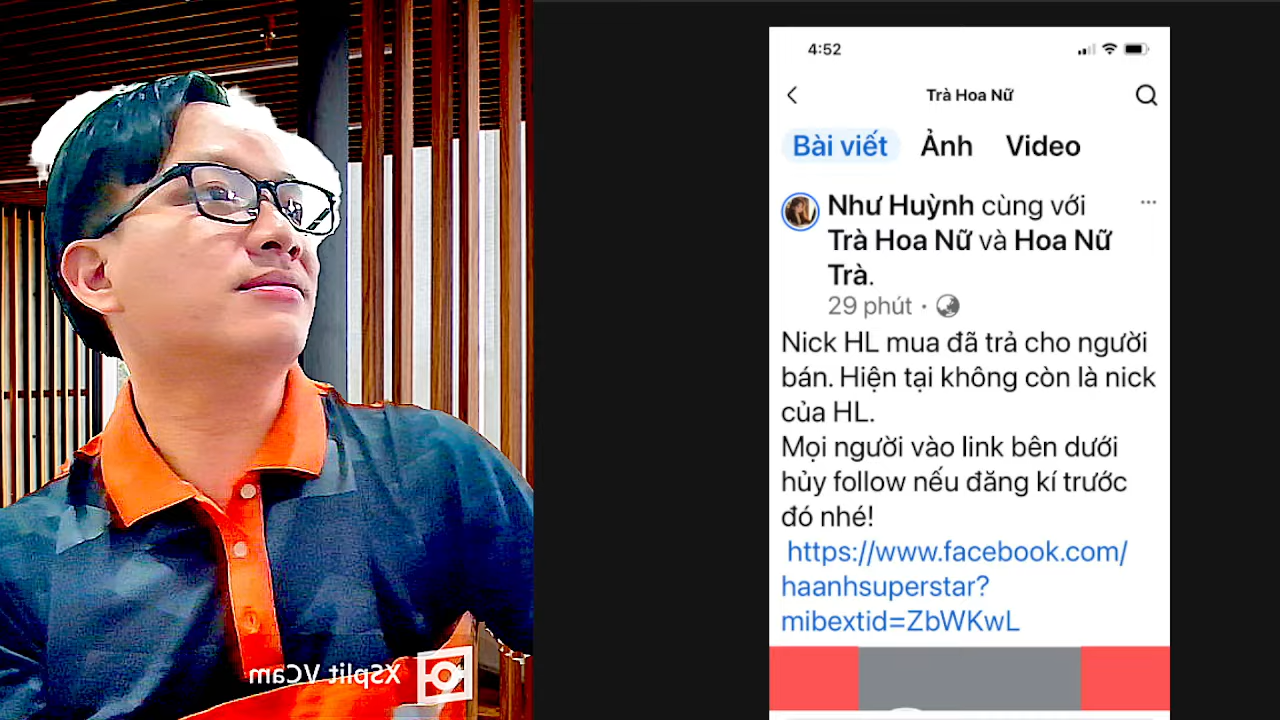 4:52
Trà Hoa Nữ
Bài viết Ảnh Video
Như Huỳnh cùng với
Trà Hoa Nữ và Hoa Nữ
Trà.
29 phút ·
Nick HL mua đã trả cho người
bán. Hiện tại không còn là nick
của HL.
Mọi người vào link bên dưới
hủy follow nếu đăng kí trước
đó nhé!
https://www.facebook.com/
haanhsuperstar?
mibextid=ZbWKwL
XSplit VCam